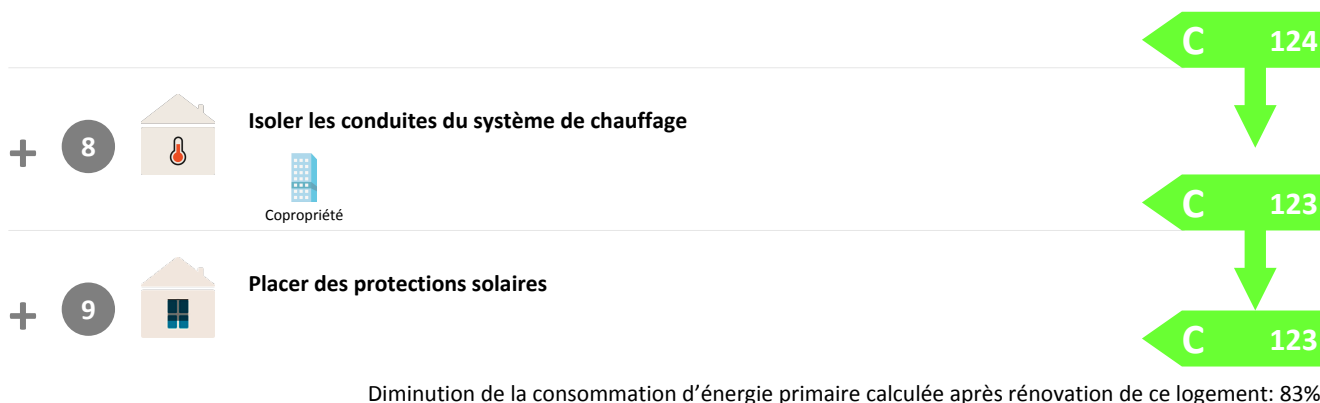 C 124
+ 8 Isoler les conduites du système de chauffage
Copropriété
C 123
+ 9 Placer des protections solaires
C 123
Diminution de la consommation d'énergie primaire calculée après rénovation de ce logement: 83%